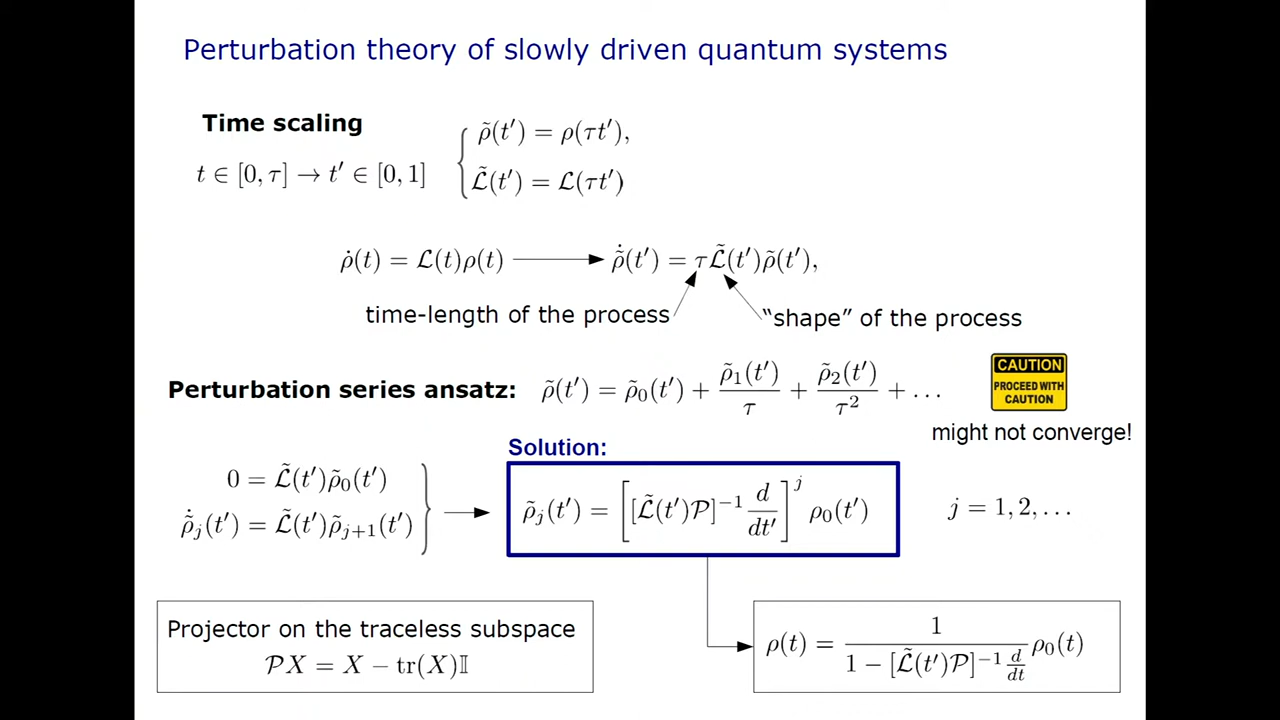 Perturbation theory of slowly driven quantum systems
Time scaling
t ∈ [0, τ] → t′ ∈ [0, 1]
ρ̃(t′) = ρ(τt′),
ℒ̃(t′) = ℒ(τt′)
ρ̇(t) = ℒ(t)ρ(t) ρ̃̇(t′) = τℒ̃(t′)ρ̃(t′),
time-length of the process
“shape” of the process
Perturbation series ansatz: ρ̃(t′) = ρ̃₀(t′) + ρ̃₁(t′)/τ + ρ̃₂(t′)/τ² + …
CAUTION
PROCEED WITH
CAUTION
might not converge!
Solution:
0 = ℒ̃(t′)ρ̃₀(t′)
ρ̃̇ⱼ(t′) = ℒ̃(t′)ρ̃ⱼ₊₁(t′)
ρ̃ⱼ(t′) = [[ℒ̃(t′)𝒫]⁻¹ d/dt′]ʲ ρ₀(t′)
j = 1, 2, …
Projector on the traceless subspace
𝒫X = X − tr(X)𝕀
ρ(t) = 1/(1 − [ℒ̃(t′)𝒫]⁻¹ d/dt) ρ₀(t)